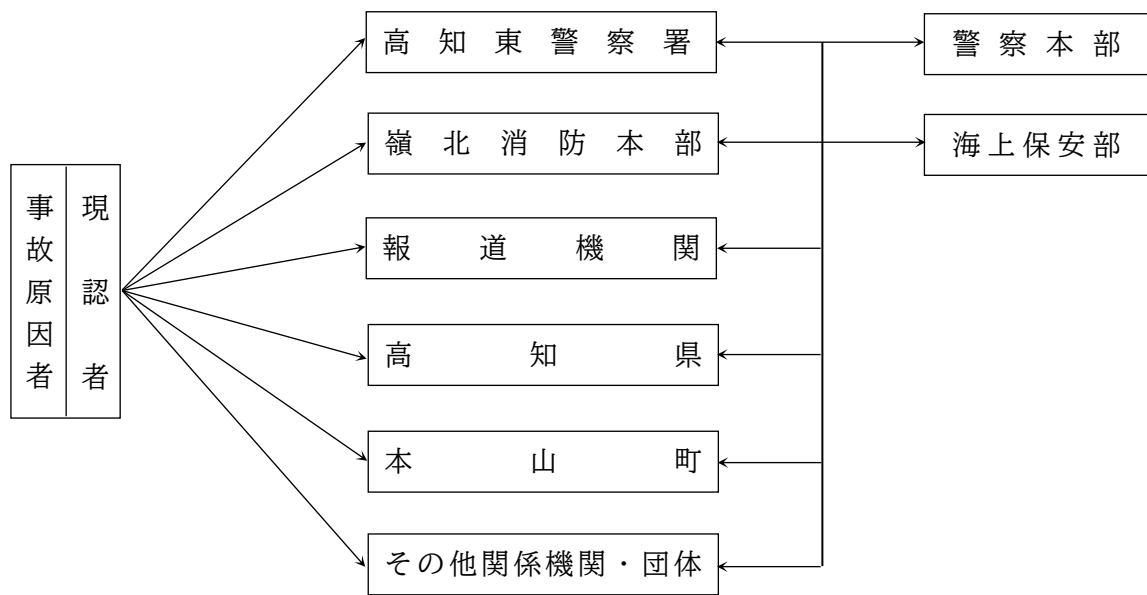 事故原因者
現認者
高知東警察署
嶺北消防本部
報道機関
高知県
本山町
その他関係機関・団体
警察本部
海上保安部